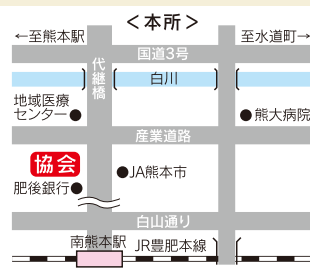 ＜本所＞
←至熊本駅
至水道町→
国道3号
代継橋
白川
地域医療
センター●
●熊大病院
産業道路
協会
●JA熊本市
肥後銀行●
白山通り
南熊本駅
JR豊肥本線